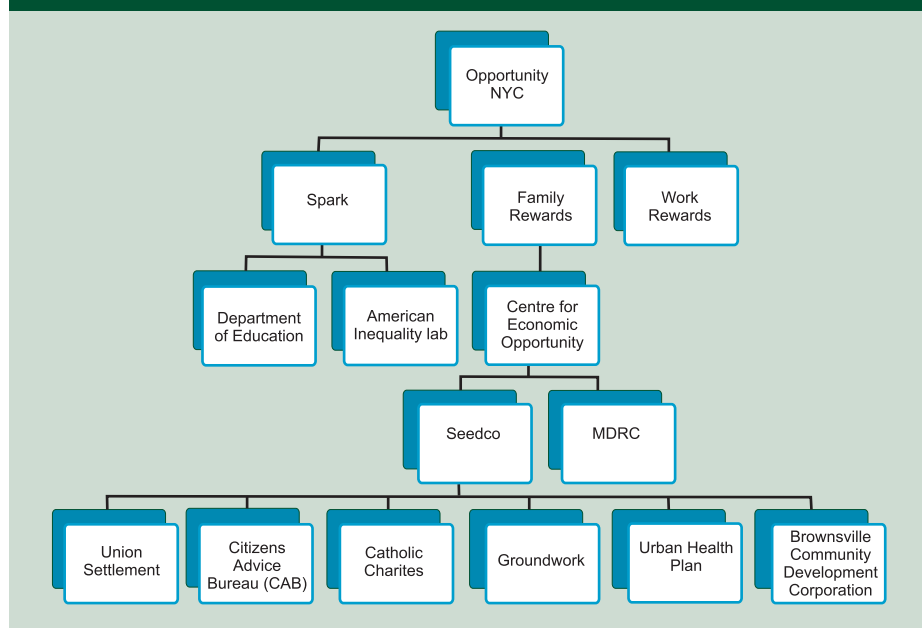 Opportunity
NYC
Spark
Family
Rewards
Work
Rewards
Department
of Education
American
Inequality lab
Centre for
Economic
Opportunity
Seedco
MDRC
Union
Settlement
Citizens
Advice
Bureau (CAB)
Catholic
Charites
Groundwork
Urban Health
Plan
Brownsville
Community
Development
Corporation